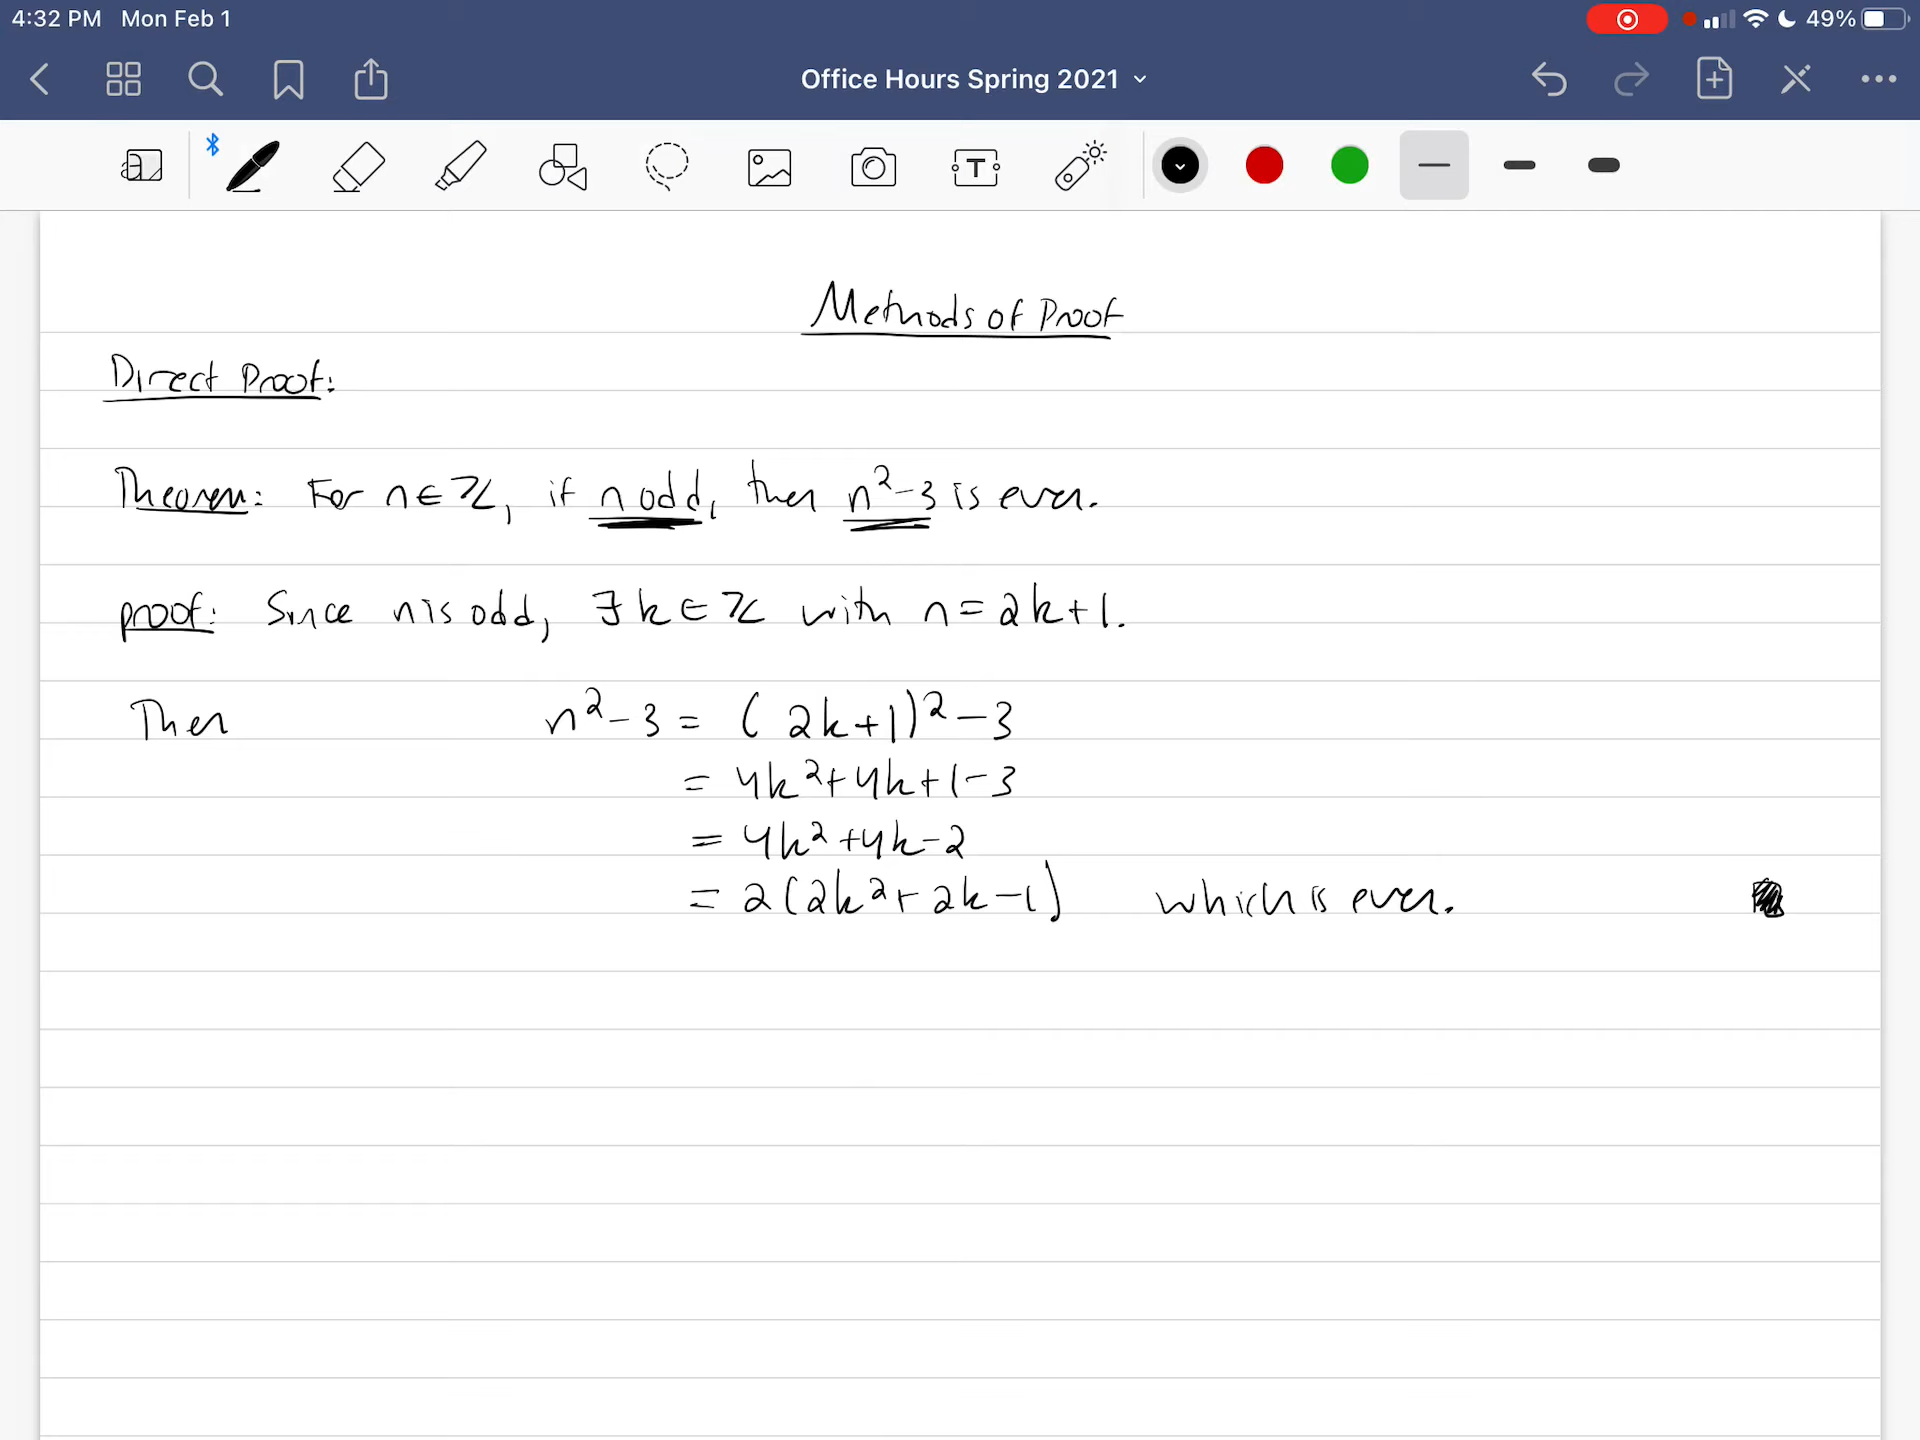 4:32 PM Mon Feb 1
49%
Office Hours Spring 2021
Methods of Proof
Direct Proof:
Theorem: For n ∈ ℤ, if n odd, then n² - 3 is even.
proof: Since n is odd, ∃ k ∈ ℤ with n = 2k + 1.
Then n² - 3 = (2k+1)² - 3
= 4k² + 4k + 1 - 3
= 4k² + 4k - 2
= 2(2k² + 2k - 1) which is even.